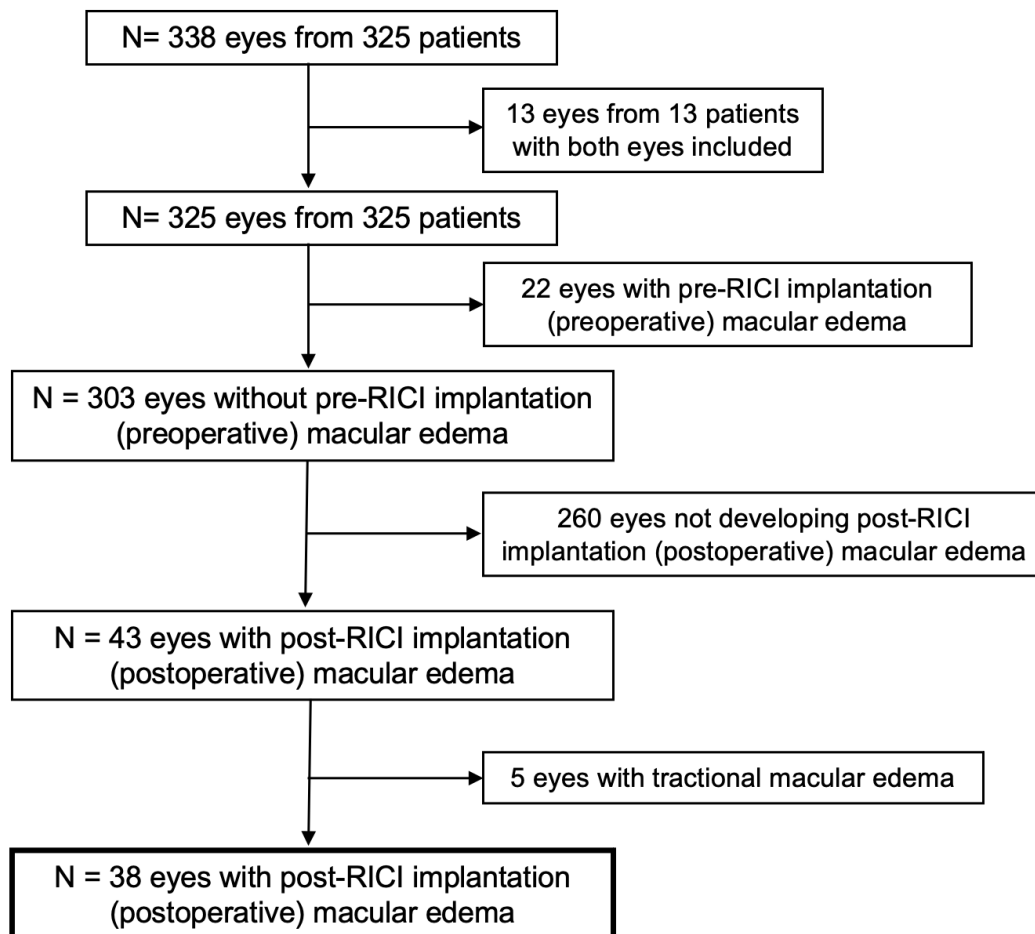 N= 338 eyes from 325 patients
13 eyes from 13 patients
with both eyes included
N= 325 eyes from 325 patients
22 eyes with pre-RICI implantation
(preoperative) macular edema
N = 303 eyes without pre-RICI implantation
(preoperative) macular edema
260 eyes not developing post-RICI
implantation (postoperative) macular edema
N = 43 eyes with post-RICI implantation
(postoperative) macular edema
5 eyes with tractional macular edema
N = 38 eyes with post-RICI implantation
(postoperative) macular edema